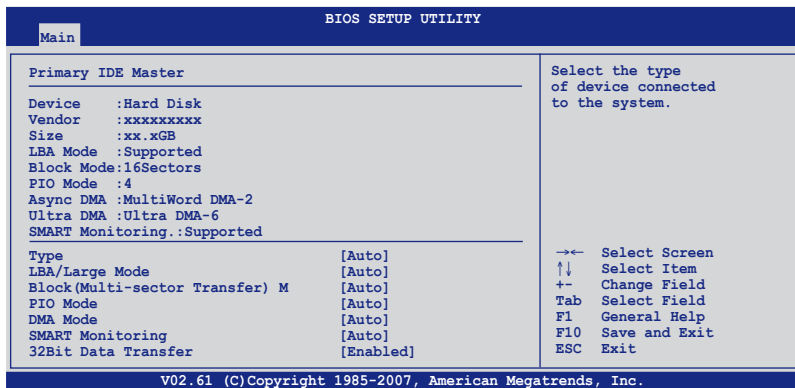 BIOS SETUP UTILITY
Main
Primary IDE Master
Device :Hard Disk
Vendor :xxxxxxxxx
Size :xx.xGB
LBA Mode :Supported
Block Mode:16Sectors
PIO Mode :4
Async DMA :MultiWord DMA-2
Ultra DMA :Ultra DMA-6
SMART Monitoring.:Supported
Type [Auto]
LBA/Large Mode [Auto]
Block(Multi-sector Transfer) M [Auto]
PIO Mode [Auto]
DMA Mode [Auto]
SMART Monitoring [Auto]
32Bit Data Transfer [Enabled]
Select the type
of device connected
to the system.
→← Select Screen
↑↓ Select Item
+- Change Field
Tab Select Field
F1 General Help
F10 Save and Exit
ESC Exit
V02.61 (C)Copyright 1985-2007, American Megatrends, Inc.